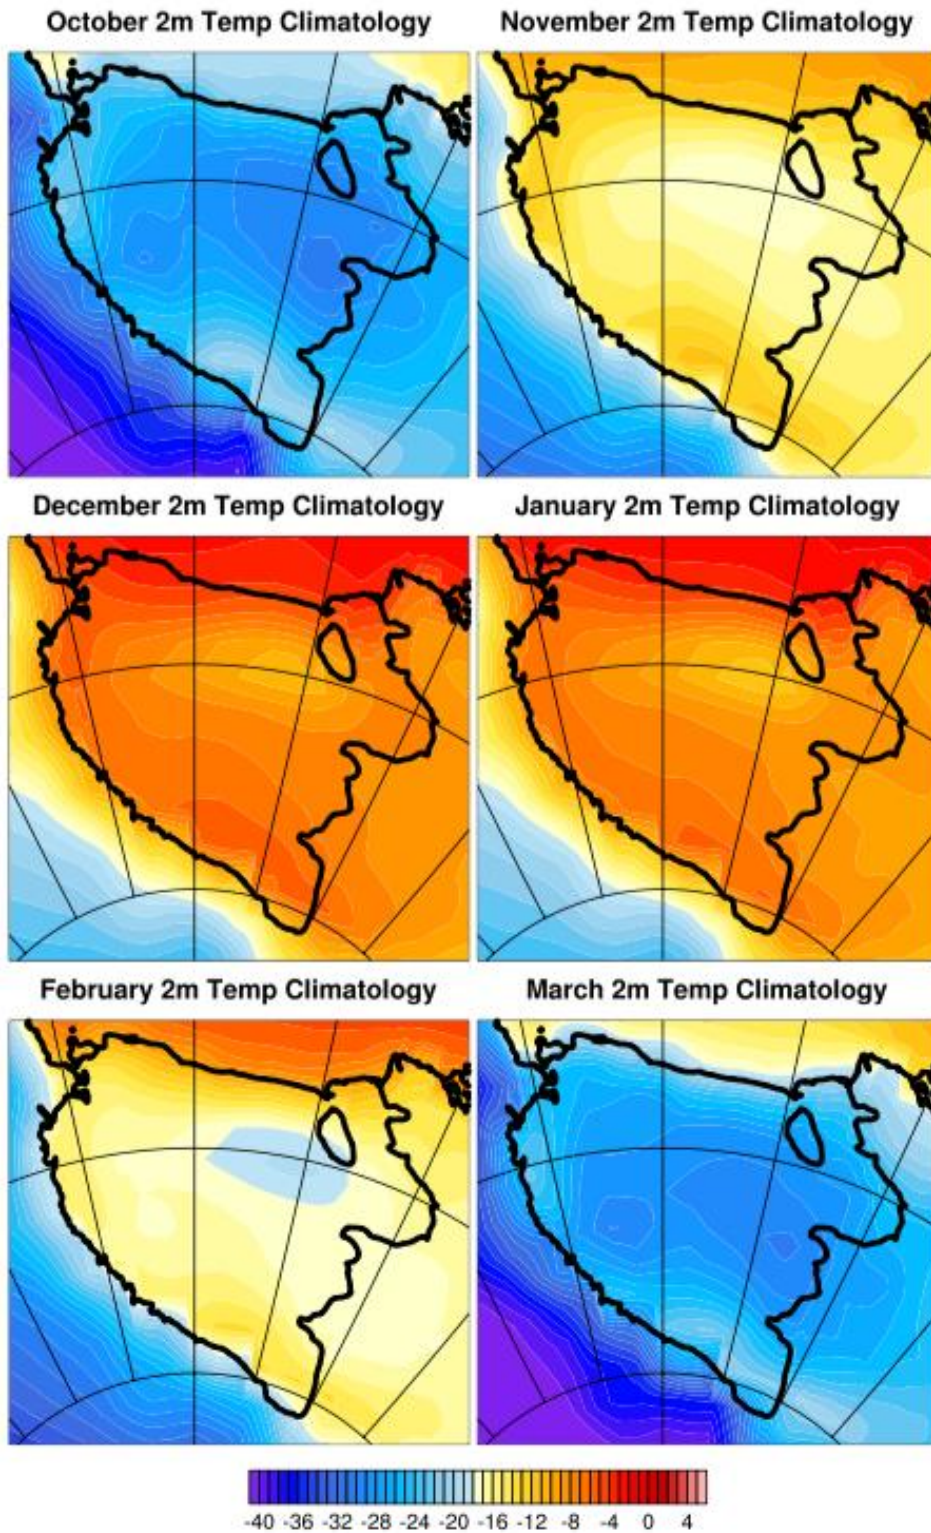 October 2m Temp Climatology
November 2m Temp Climatology
December 2m Temp Climatology
January 2m Temp Climatology
February 2m Temp Climatology
March 2m Temp Climatology
-40 -36 -32 -28 -24 -20 -16 -12 -8 -4 0 4